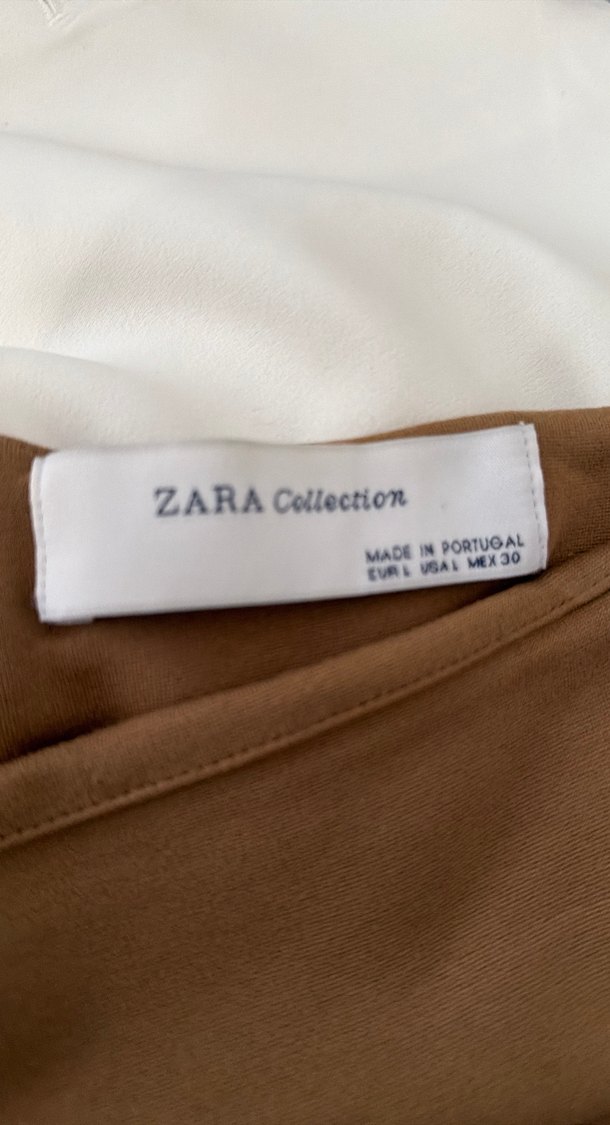 ZARA Collection
MADE IN PORTUGAL
EUR L USA L MEX 30